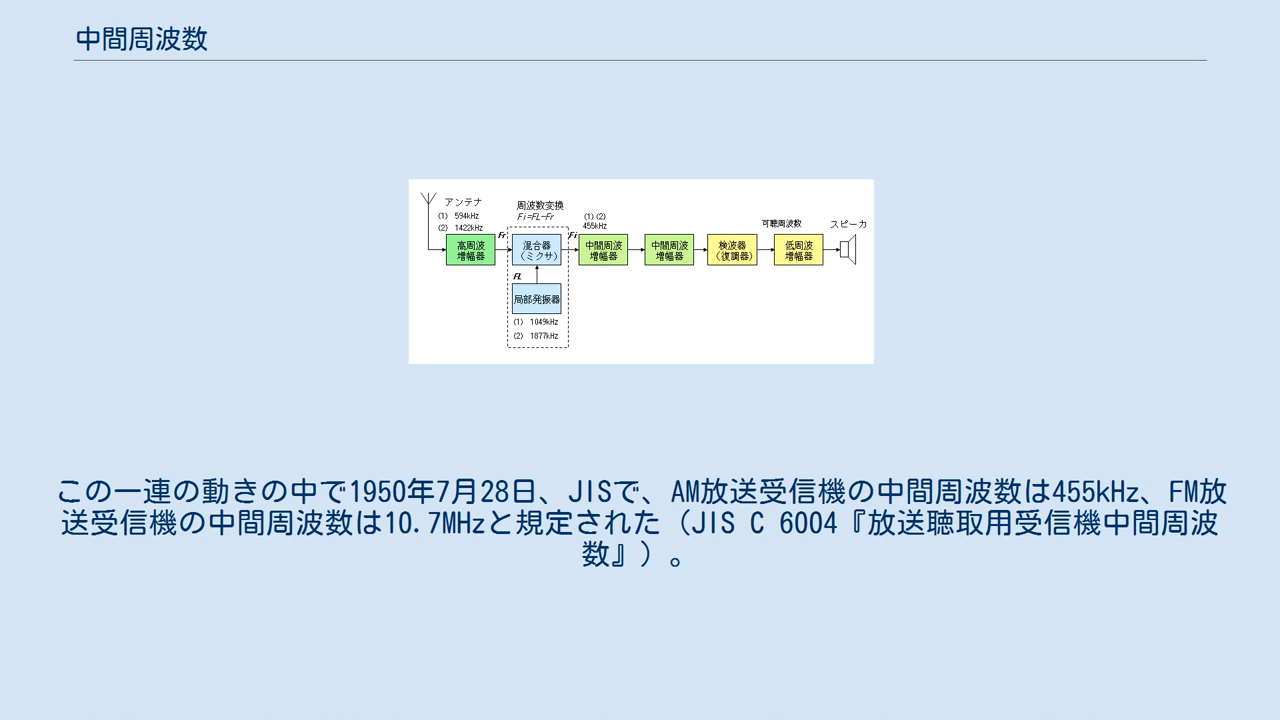 中間周波数
アンテナ
(1) 594kHz
(2) 1422kHz
周波数変換
Fi=FL-Fr
(1)(2)
455kHz
可聴周波数
スピーカ
Fr
Fi
高周波
増幅器
混合器
(ミクサ)
中間周波
増幅器
中間周波
増幅器
検波器
(復調器)
低周波
増幅器
FL
局部発振器
(1) 1049kHz
(2) 1877kHz
この一連の動きの中で1950年7月28日、JISで、AM放送受信機の中間周波数は455kHz、FM放
送受信機の中間周波数は10.7MHzと規定された（JIS C 6004『放送聴取用受信機中間周波
数』）。